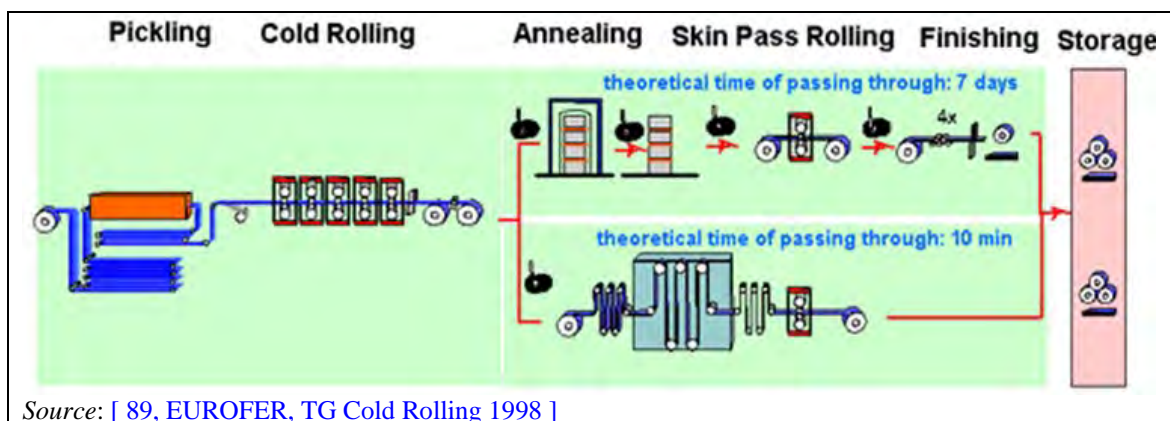 Pickling Cold Rolling Annealing Skin Pass Rolling Finishing Storage
theoretical time of passing through: 7 days
4x
theoretical time of passing through: 10 min
Source: [ 89, EUROFER, TG Cold Rolling 1998 ]